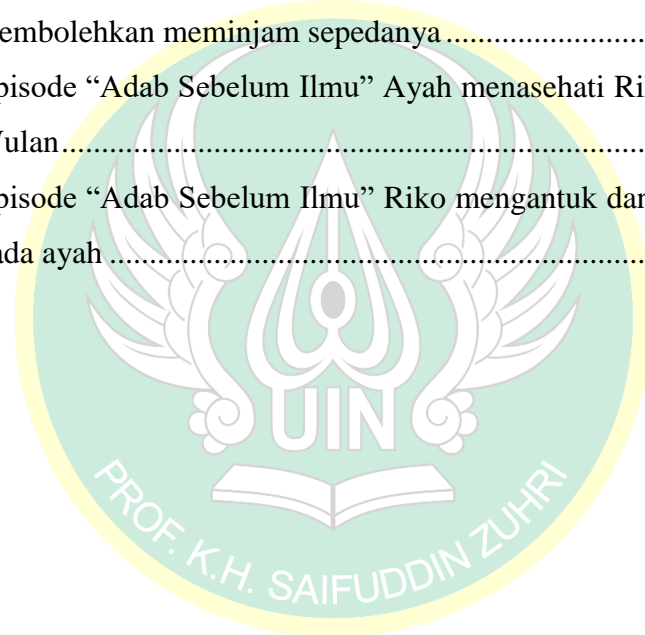 embolehkan meminjam sepedanya.......................
pisode “Adab Sebelum Ilmu” Ayah menasehati Ri
ulan...........................................................................
pisode “Adab Sebelum Ilmu” Riko mengantuk dan
ada ayah.....................................................................
UIN
PROF. K.H. SAIFUDDIN ZUHRI